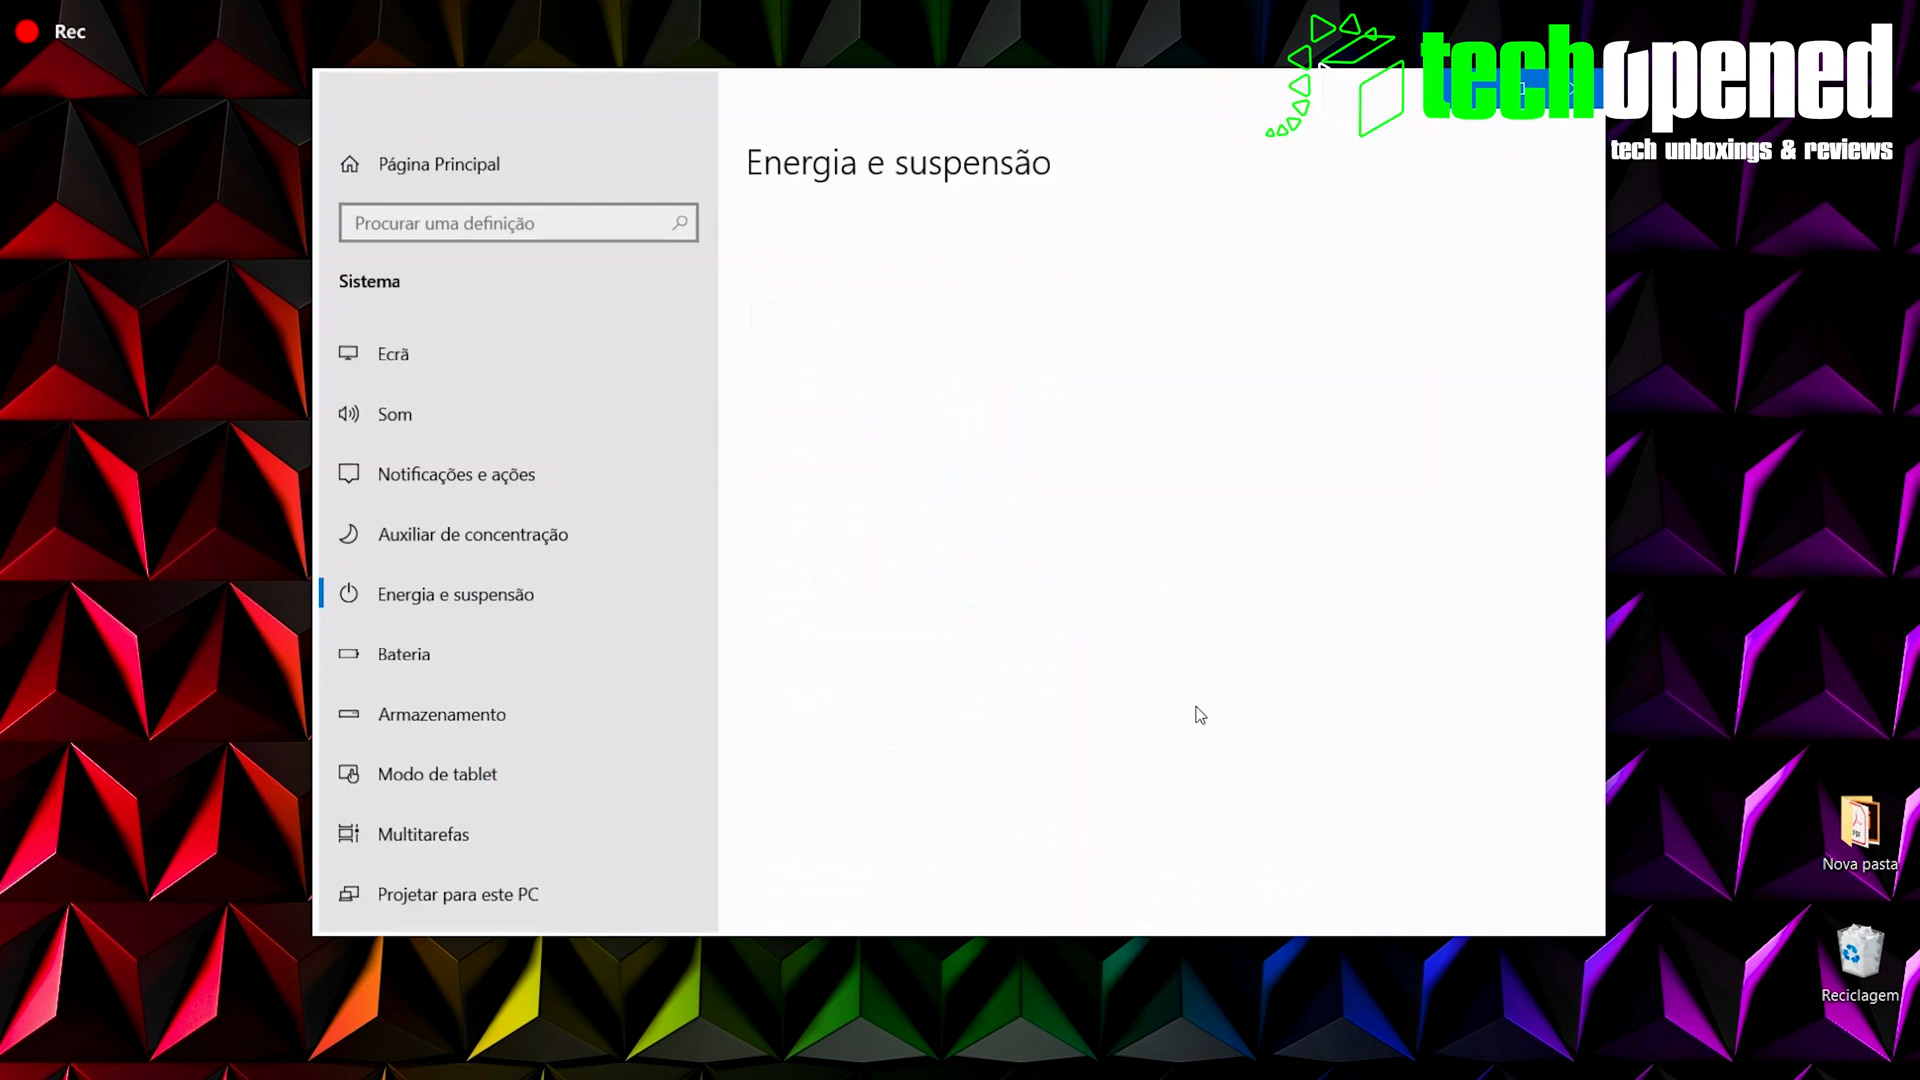 Rec
techopened
tech unboxings & reviews
Página Principal
Procurar uma definição
Sistema
Ecrã
Som
Notificações e ações
Auxiliar de concentração
Energia e suspensão
Bateria
Armazenamento
Modo de tablet
Multitarefas
Projetar para este PC
Energia e suspensão
PDF
Nova pasta
Reciclagem